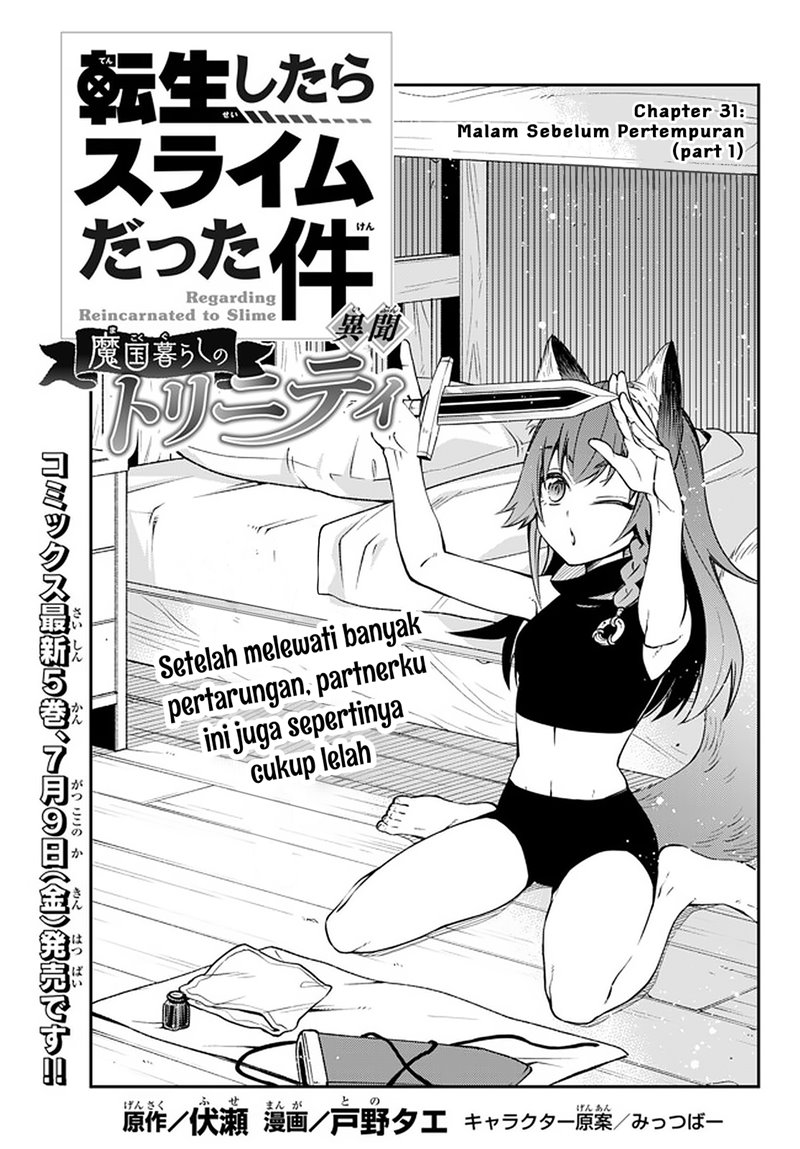 転生したら
スライム
だった件
Regarding
Reincarnated to Slime
異聞
魔国暮らしの
トリニティ
Chapter 31:
Malam Sebelum Pertempuran
(part 1)
Setelah melewati banyak
pertarungan, partnerku
ini juga sepertinya
cukup lelah
コミックス最新5巻、7月9日(金)発売です!!
原作/伏瀬 漫画/戸野タエ キャラクター原案/みっつばー